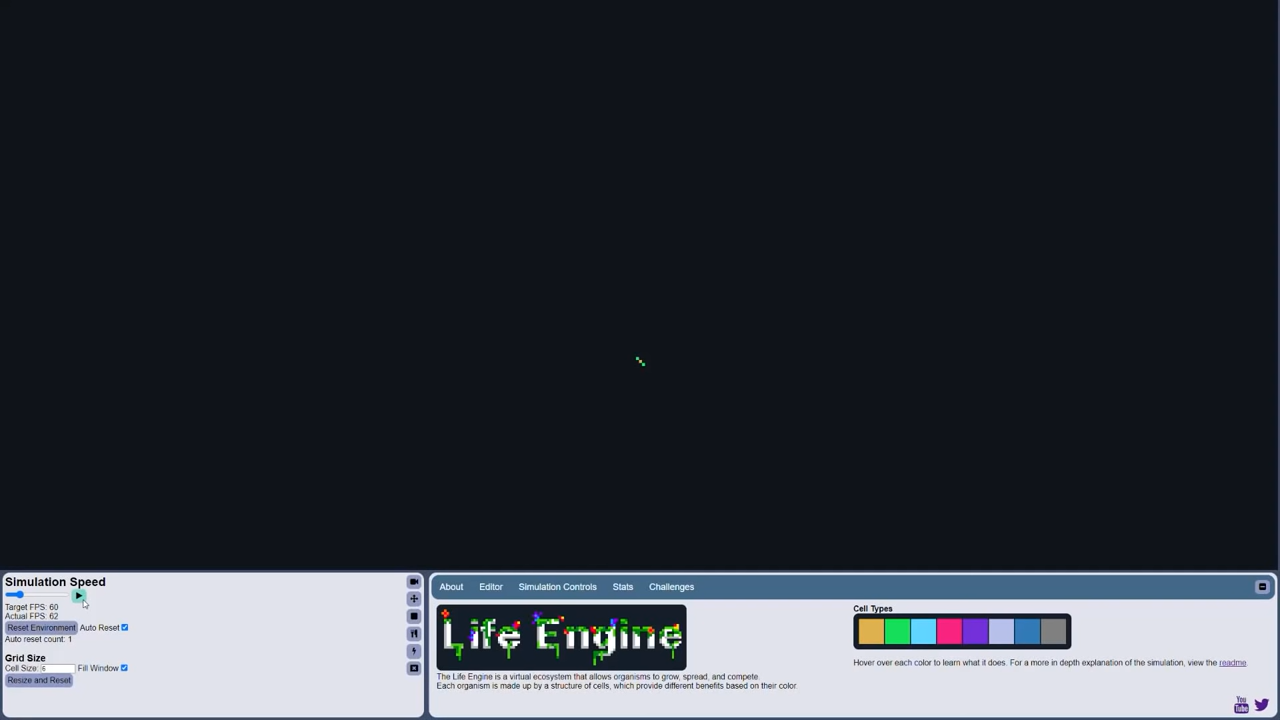 Simulation Speed
Target FPS: 60
Actual FPS: 62
Reset Environment Auto Reset
Auto reset count: 1
Grid Size
Cell Size: 6 Fill Window
Resize and Reset
About Editor Simulation Controls Stats Challenges
Life Engine
The Life Engine is a virtual ecosystem that allows organisms to grow, spread, and compete.
Each organism is made up by a structure of cells, which provide different benefits based on their color.
Cell Types
Hover over each color to learn what it does. For a more in depth explanation of the simulation, view the readme.
You
Tube